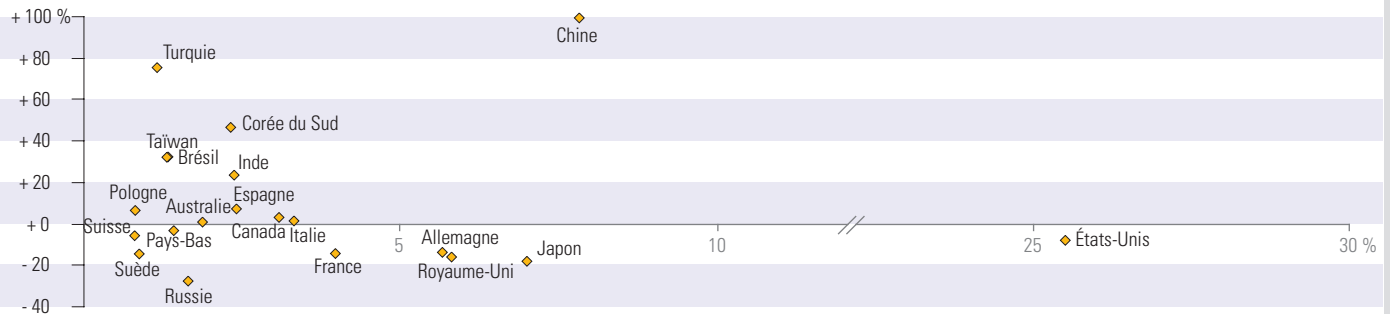 + 100 %
Chine
Turquie
+ 80
+ 60
Corée du Sud
+ 40
Taïwan
Brésil
Inde
+ 20
Pologne
Espagne
Australie
+ 0
Suisse
Pays-Bas
Canada
Italie
5
10
25
30 %
Allemagne
Japon
États-Unis
- 20
Suède
France
Royaume-Uni
Russie
- 40